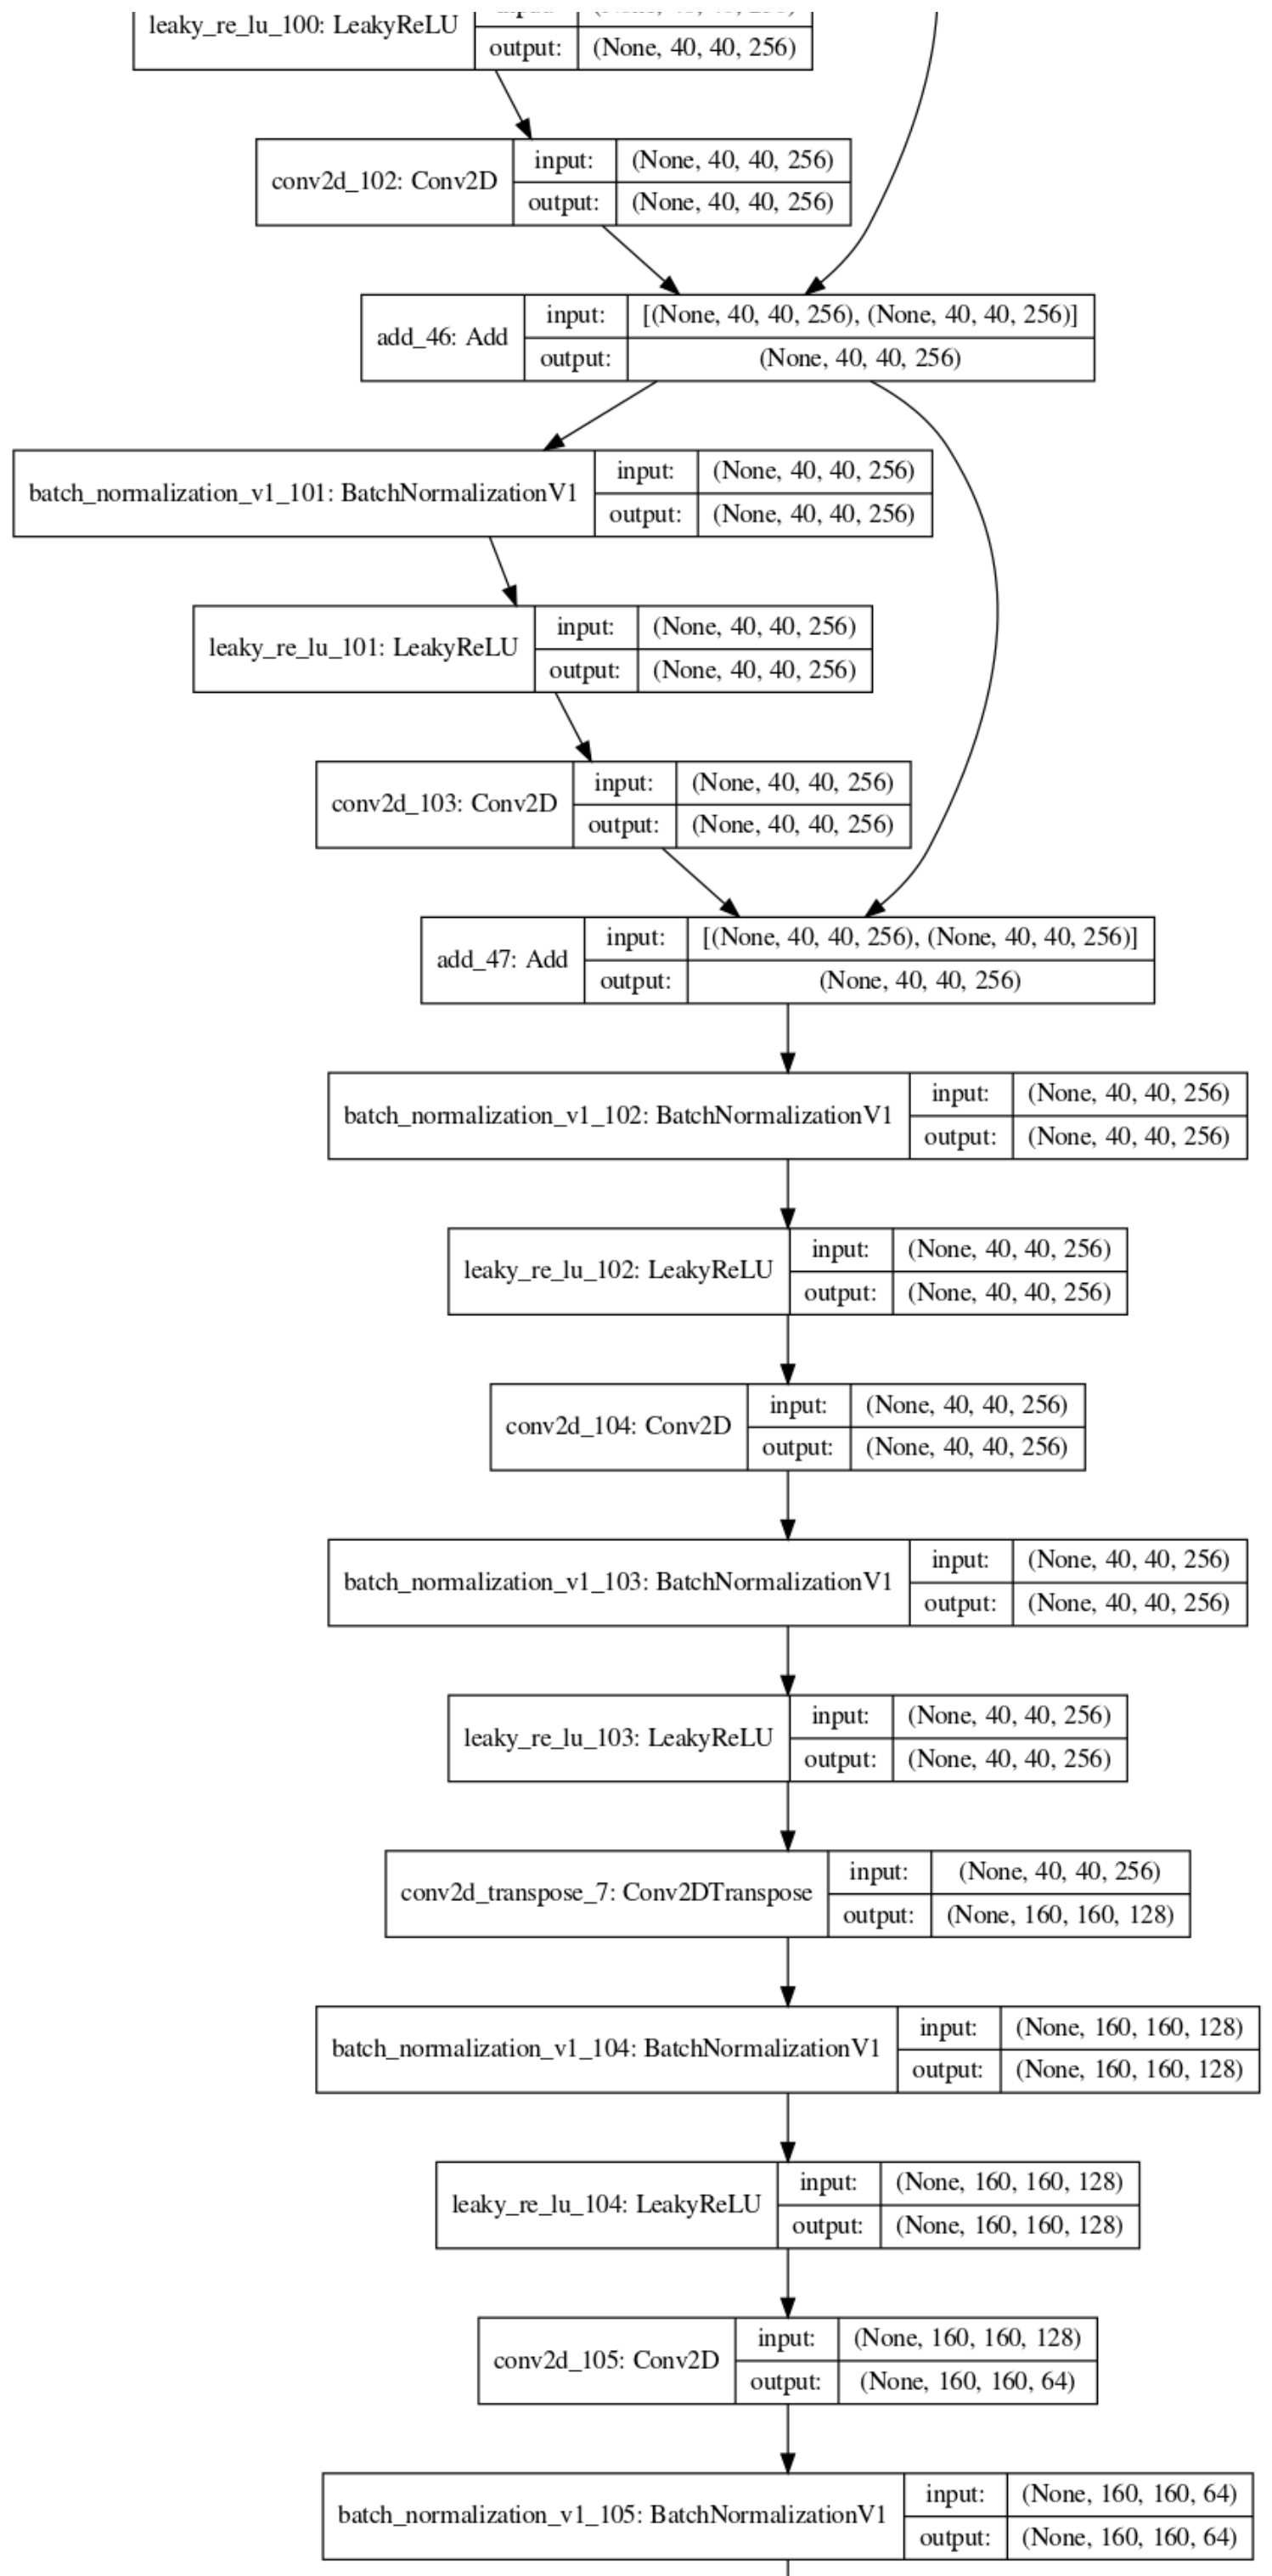 leaky_re_lu_100: LeakyReLU
output: (None, 40, 40, 256)
conv2d_102: Conv2D
input: (None, 40, 40, 256)
output: (None, 40, 40, 256)
add_46: Add
input: [(None, 40, 40, 256), (None, 40, 40, 256)]
output: (None, 40, 40, 256)
batch_normalization_v1_101: BatchNormalizationV1
input: (None, 40, 40, 256)
output: (None, 40, 40, 256)
leaky_re_lu_101: LeakyReLU
input: (None, 40, 40, 256)
output: (None, 40, 40, 256)
conv2d_103: Conv2D
input: (None, 40, 40, 256)
output: (None, 40, 40, 256)
add_47: Add
input: [(None, 40, 40, 256), (None, 40, 40, 256)]
output: (None, 40, 40, 256)
batch_normalization_v1_102: BatchNormalizationV1
input: (None, 40, 40, 256)
output: (None, 40, 40, 256)
leaky_re_lu_102: LeakyReLU
input: (None, 40, 40, 256)
output: (None, 40, 40, 256)
conv2d_104: Conv2D
input: (None, 40, 40, 256)
output: (None, 40, 40, 256)
batch_normalization_v1_103: BatchNormalizationV1
input: (None, 40, 40, 256)
output: (None, 40, 40, 256)
leaky_re_lu_103: LeakyReLU
input: (None, 40, 40, 256)
output: (None, 40, 40, 256)
conv2d_transpose_7: Conv2DTranspose
input: (None, 40, 40, 256)
output: (None, 160, 160, 128)
batch_normalization_v1_104: BatchNormalizationV1
input: (None, 160, 160, 128)
output: (None, 160, 160, 128)
leaky_re_lu_104: LeakyReLU
input: (None, 160, 160, 128)
output: (None, 160, 160, 128)
conv2d_105: Conv2D
input: (None, 160, 160, 128)
output: (None, 160, 160, 64)
batch_normalization_v1_105: BatchNormalizationV1
input: (None, 160, 160, 64)
output: (None, 160, 160, 64)